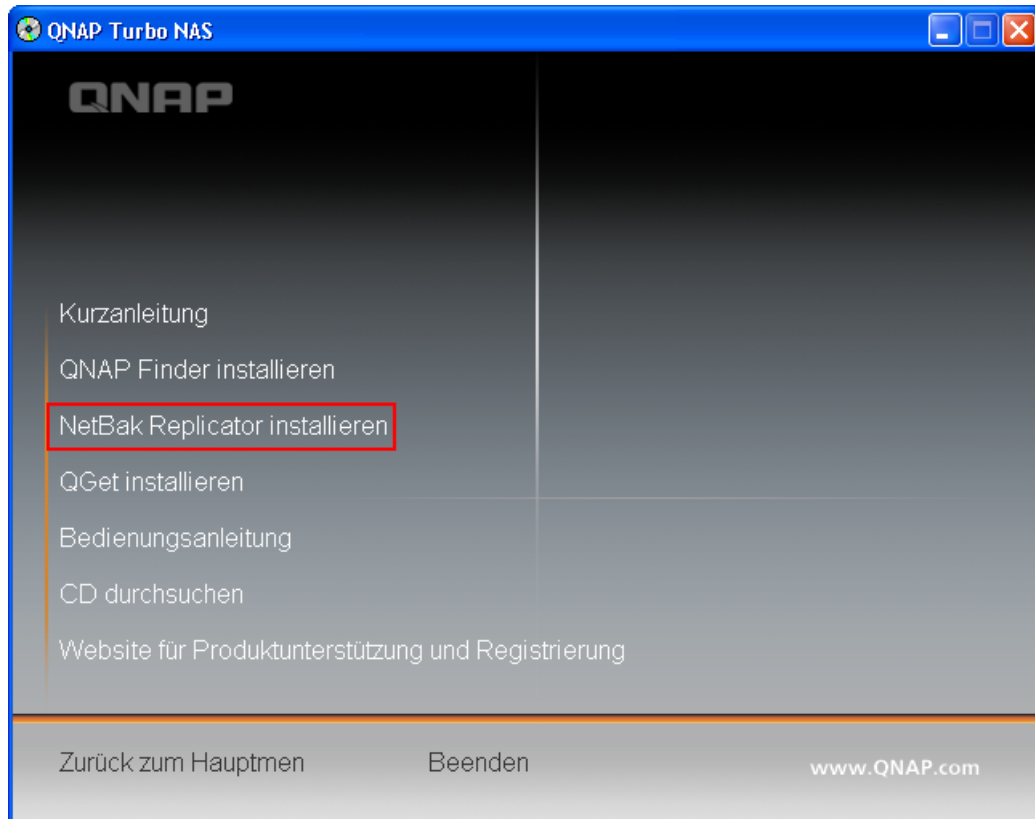 QNAP Turbo NAS
QNAP
Kurzanleitung
QNAP Finder installieren
NetBak Replicator installieren
QGet installieren
Bedienungsanleitung
CD durchsuchen
Website für Produktunterstützung und Registrierung
Zurück zum Hauptmen
Beenden
www.QNAP.com